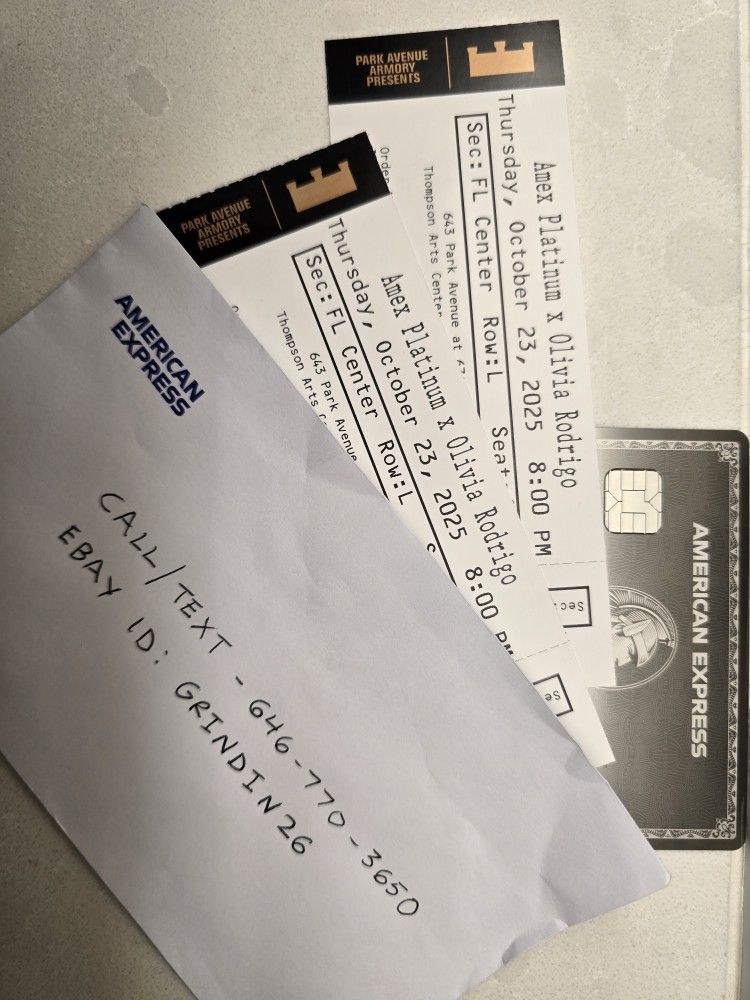 PARK AVENUE
ARMORY
PRESENTS
Amex Platinum x Olivia Rodrigo
Thursday, October 23, 2025 8:00 PM
Sec: FL Center Row:L Seat
643 Park Avenue at
Thompson Arts Center
Order
Sec:
PARK AVENUE
ARMORY
PRESENTS
Amex Platinum x Olivia Rodrigo
Thursday, October 23, 2025 8:00 PM
Sec: FL Center Row:L S
643 Park Avenue
Thompson Arts
Se
AMERICAN
EXPRESS
CALL/TEXT - 646-770-3650
EBAY ID: GRINDIN26
AMERICAN EXPRESS